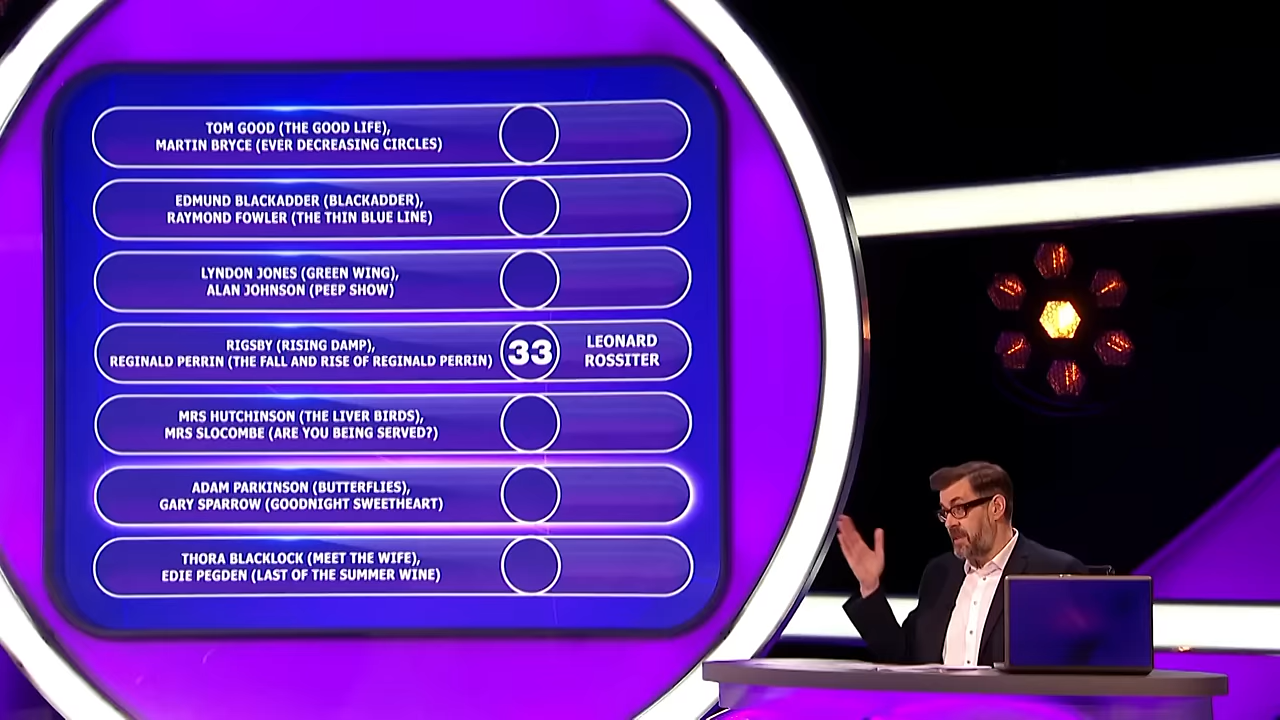 TOM GOOD (THE GOOD LIFE),
MARTIN BRYCE (EVER DECREASING CIRCLES)
EDMUND BLACKADDER (BLACKADDER),
RAYMOND FOWLER (THE THIN BLUE LINE)
LYNDON JONES (GREEN WING),
ALAN JOHNSON (PEEP SHOW)
RIGSBY (RISING DAMP),
REGINALD PERRIN (THE FALL AND RISE OF REGINALD PERRIN)
33
LEONARD
ROSSITER
MRS HUTCHINSON (THE LIVER BIRDS),
MRS SLOCOMBE (ARE YOU BEING SERVED?)
ADAM PARKINSON (BUTTERFLIES),
GARY SPARROW (GOODNIGHT SWEETHEART)
THORA BLACKLOCK (MEET THE WIFE),
EDIE PEGDEN (LAST OF THE SUMMER WINE)